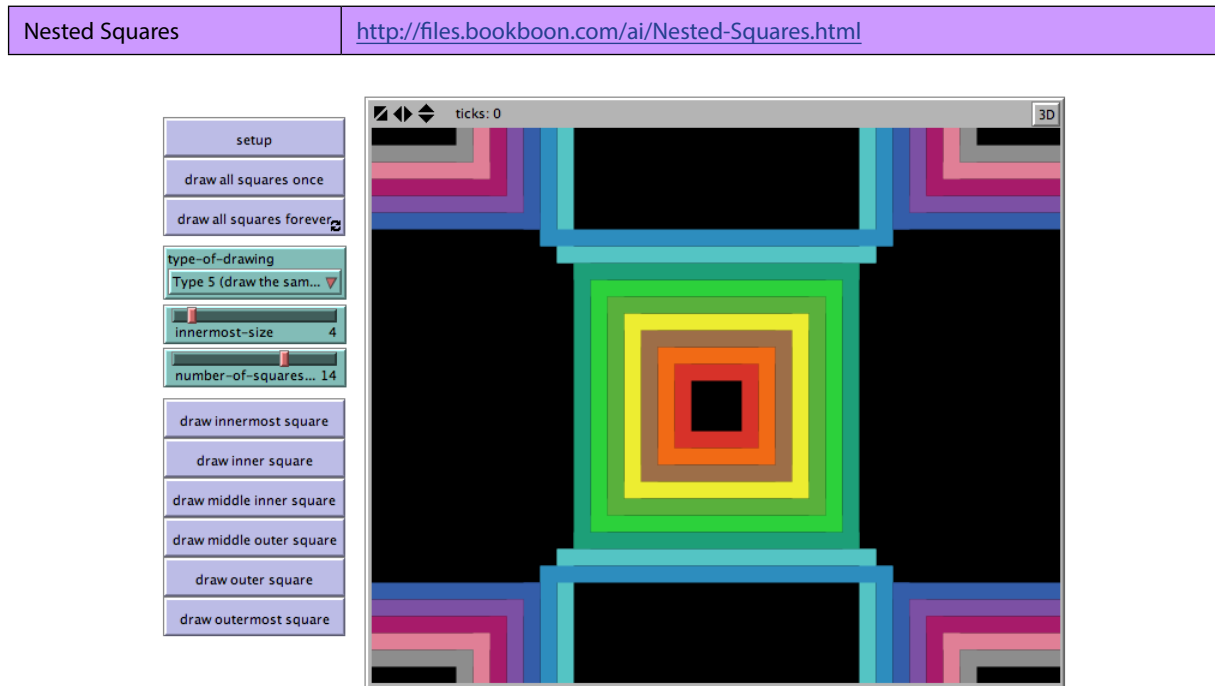 Nested Squares
http://files.bookboon.com/ai/Nested-Squares.html
ticks: 0
3D
setup
draw all squares once
draw all squares forever
type-of-drawing
Type 5 (draw the sam...
innermost-size 4
number-of-squares... 14
draw innermost square
draw inner square
draw middle inner square
draw middle outer square
draw outer square
draw outermost square